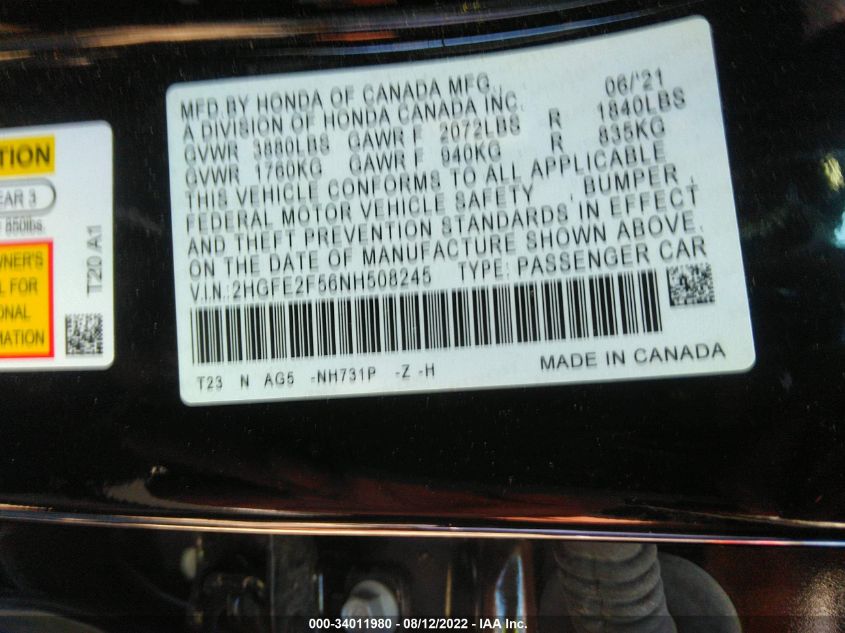 MFD.BY HONDA OF CANADA MFG., 06/'21
A DIVISION OF HONDA CANADA INC.
GVWR 3880LBS GAWR F 2072LBS R 1840LBS
GVWR 1760KG GAWR F 940KG R 835KG
THIS VEHICLE CONFORMS TO ALL APPLICABLE
FEDERAL MOTOR VEHICLE SAFETY , BUMPER ,
AND THEFT PREVENTION STANDARDS IN EFFECT
ON THE DATE OF MANUFACTURE SHOWN ABOVE.
V.I.N.:2HGFE2F56NH508245 TYPE: PASSENGER CAR
T23 N AG5 -NH731P -Z -H MADE IN CANADA
TION
EAR 3
850lbs
WNER'S
L FOR
ONAL
MATION
T20 A1
000-34011980 - 08/12/2022 - IAA Inc.